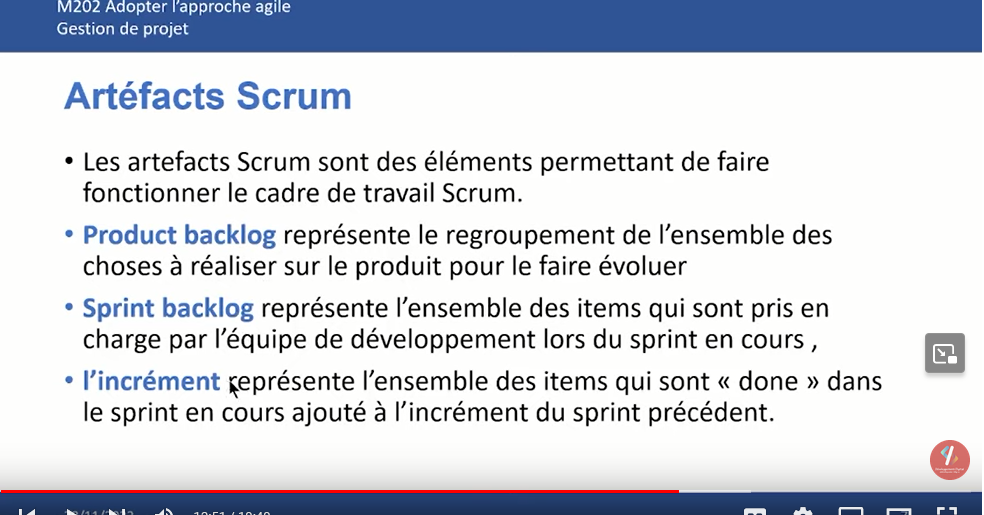 M202 Adopter l’approche agile
Gestion de projet
Artéfacts Scrum
• Les artefacts Scrum sont des éléments permettant de faire
fonctionner le cadre de travail Scrum.
• Product backlog représente le regroupement de l’ensemble des
choses à réaliser sur le produit pour le faire évoluer
• Sprint backlog représente l’ensemble des items qui sont pris en
charge par l’équipe de développement lors du sprint en cours ,
• l’incrément représente l’ensemble des items qui sont « done » dans
le sprint en cours ajouté à l’incrément du sprint précédent.